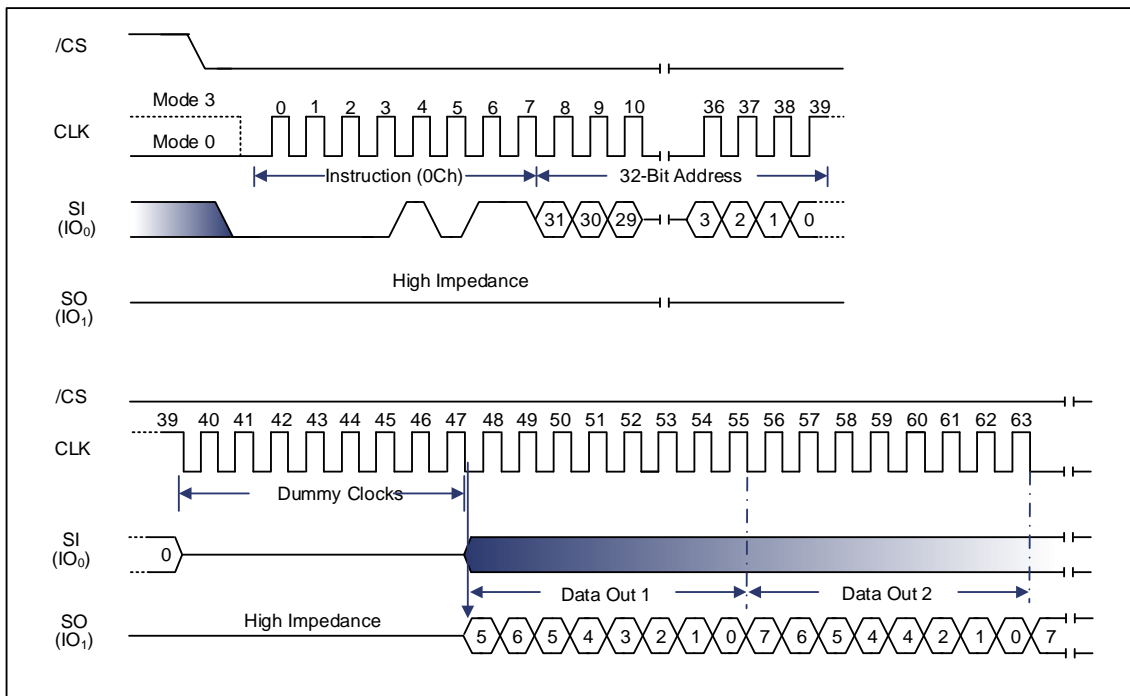 /CS
Mode 3
0 1 2 3 4 5 6 7 8 9 10 36 37 38 39
CLK
Mode 0
Instruction (0Ch) 32-Bit Address
SI
(IO₀)
31 30 29 3 2 1 0
High Impedance
SO
(IO₁)
/CS
39 40 41 42 43 44 45 46 47 48 49 50 51 52 53 54 55 56 57 58 59 60 61 62 63
CLK
Dummy Clocks
SI
(IO₀)
0
Data Out 1 Data Out 2
High Impedance
SO
(IO₁)
5 6 5 4 3 2 1 0 7 6 5 4 4 2 1 0 7